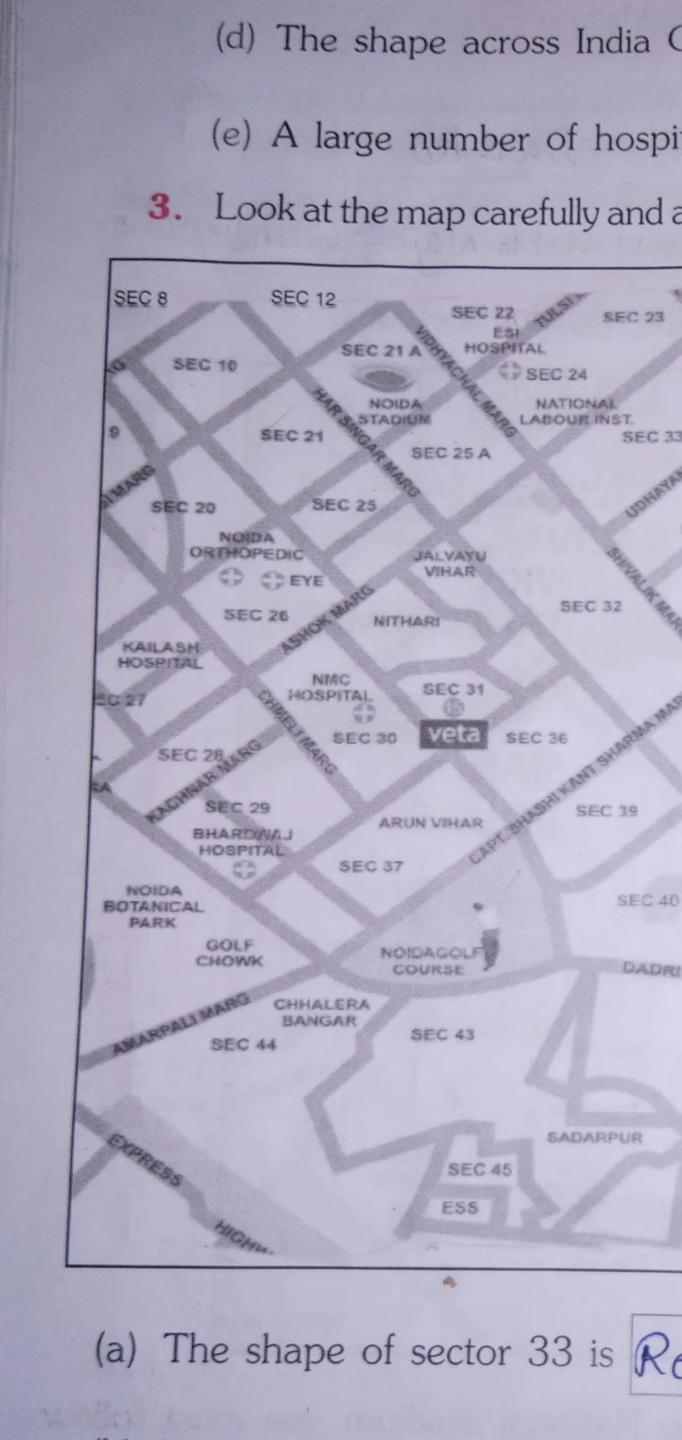 (d) The shape across India
(e) A large number of
3. Look at the map carefully and
SEC 8
SEC 12
SEC 22
TULSI
SEC 23
ESI
HOSPITAL
SEC 10
SEC 21 A
VIDHYACHAL MARG
SEC 24
NOIDA
STADIUM
NATIONAL
LABOUR INST.
9
SEC 21
HAR SINGAR MARG
SEC 25 A
SEC 33
MARG
SEC 20
SEC 25
NOIDA
ORTHOPEDIC
EYE
JALVAYU
VIHAR
SEC 26
ASHOK MARG
NITHARI
SEC 32
SHIVALIK
KAILASH
HOSPITAL
NMC
HOSPITAL
SEC 31
27
CHMELI MARG
SEC 30
veta
SEC 36
SEC 28
KACHNAR MARG
CAPT. SHASHI KANT SHARMA
SEC 29
BHARDWAJ
HOSPITAL
ARUN VIHAR
SEC 39
SEC 37
NOIDA
BOTANICAL
PARK
SEC 40
GOLF
CHOWK
NOIDAGOLF
COURSE
DADRI
AMARPALI MARG
CHHALERA
BANGAR
SEC 44
SEC 43
SADARPUR
EXPRESS
SEC 45
ESS
(a) The shape of sector 33 is